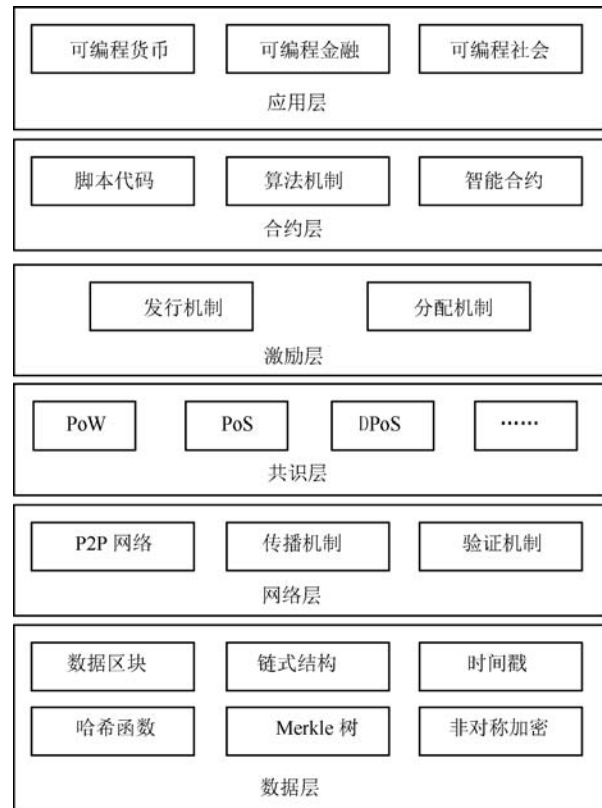 可编程货币 可编程金融 可编程社会
应用层
脚本代码 算法机制 智能合约
合约层
发行机制 分配机制
激励层
PoW PoS DPoS ……
共识层
P2P 网络 传播机制 验证机制
网络层
数据区块 链式结构 时间戳
哈希函数 Merkle 树 非对称加密
数据层